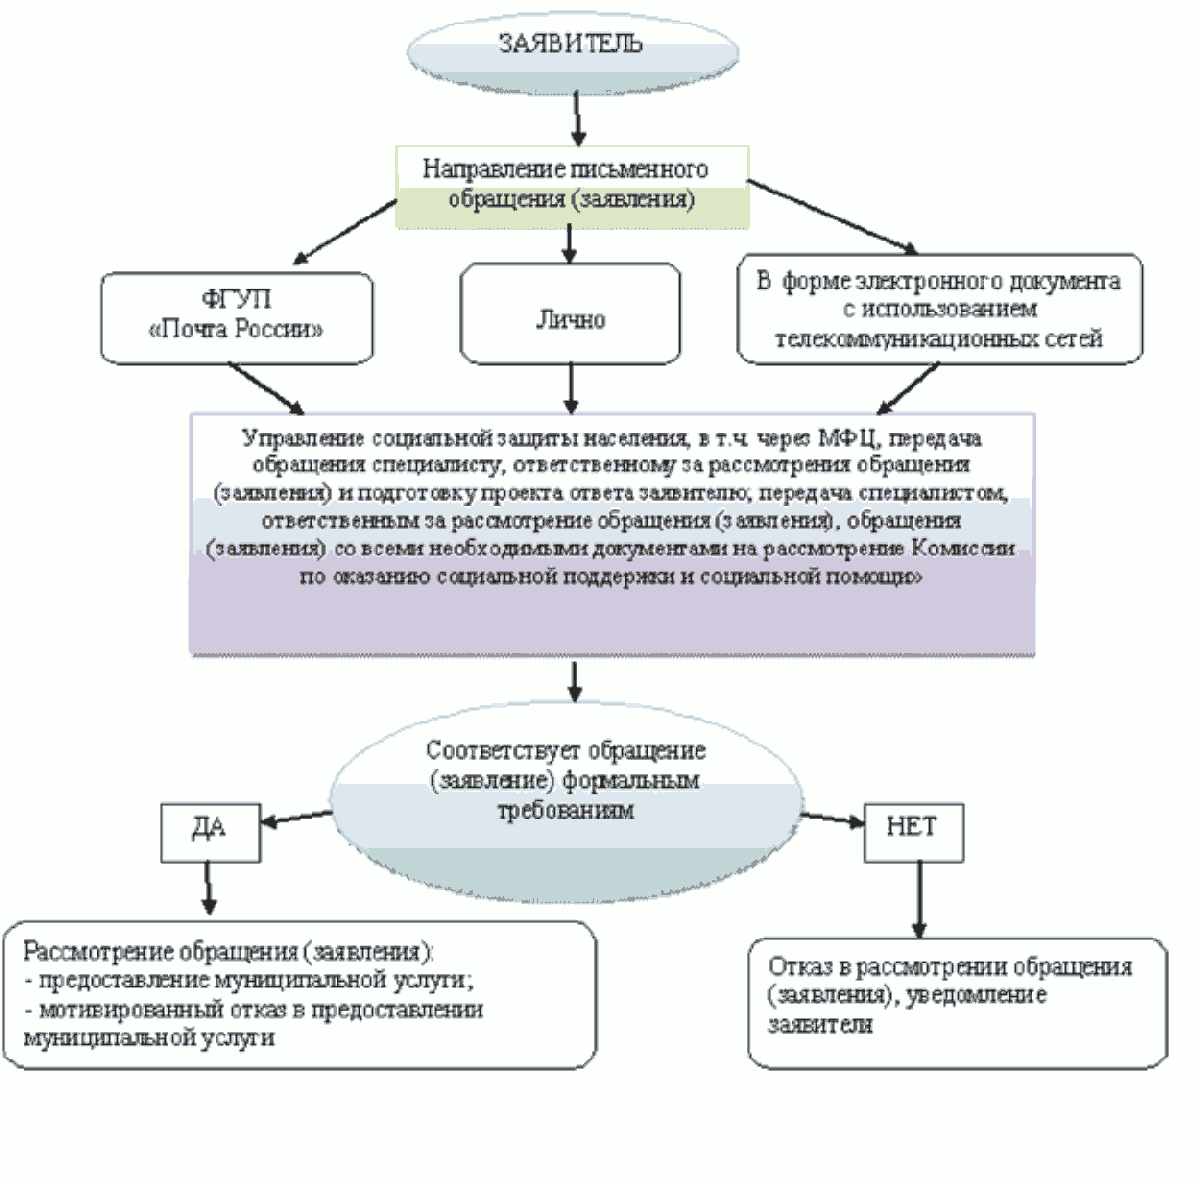 ЗАЯВИТЕЛЬ
Направление письменного
обращения (заявления)
ФГУП
«Почта России»
Лично
В форме электронного документа
с использованием
телекоммуникационных сетей
Управление социальной защиты населения, в т.ч. через МФЦ, передача
обращения специалисту, ответственному за рассмотрения обращения
(заявления) и подготовку проекта ответа заявителю; передача специалистом,
ответственным за рассмотрение обращения (заявления), обращения
(заявления) со всеми необходимыми документами на рассмотрение Комиссии
по оказанию социальной поддержки и социальной помощи»
Соответствует обращение
(заявление) формальным
требованиям
ДА
НЕТ
Рассмотрение обращения (заявления):
- предоставление муниципальной услуги;
- мотивированный отказ в предоставлении
муниципальной услуги
Отказ в рассмотрении обращения
(заявления), уведомление
заявителя